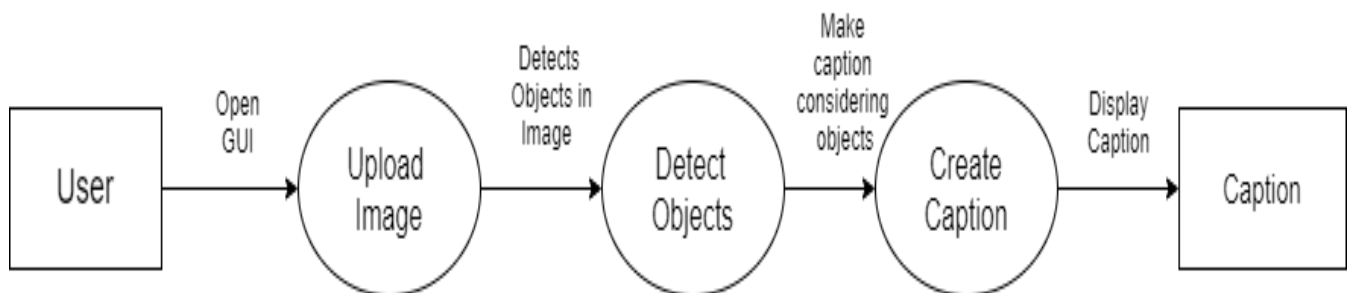 User
Open
GUI
Upload
Image
Detects
Objects in
Image
Detect
Objects
Make
caption
considering
objects
Create
Caption
Display
Caption
Caption